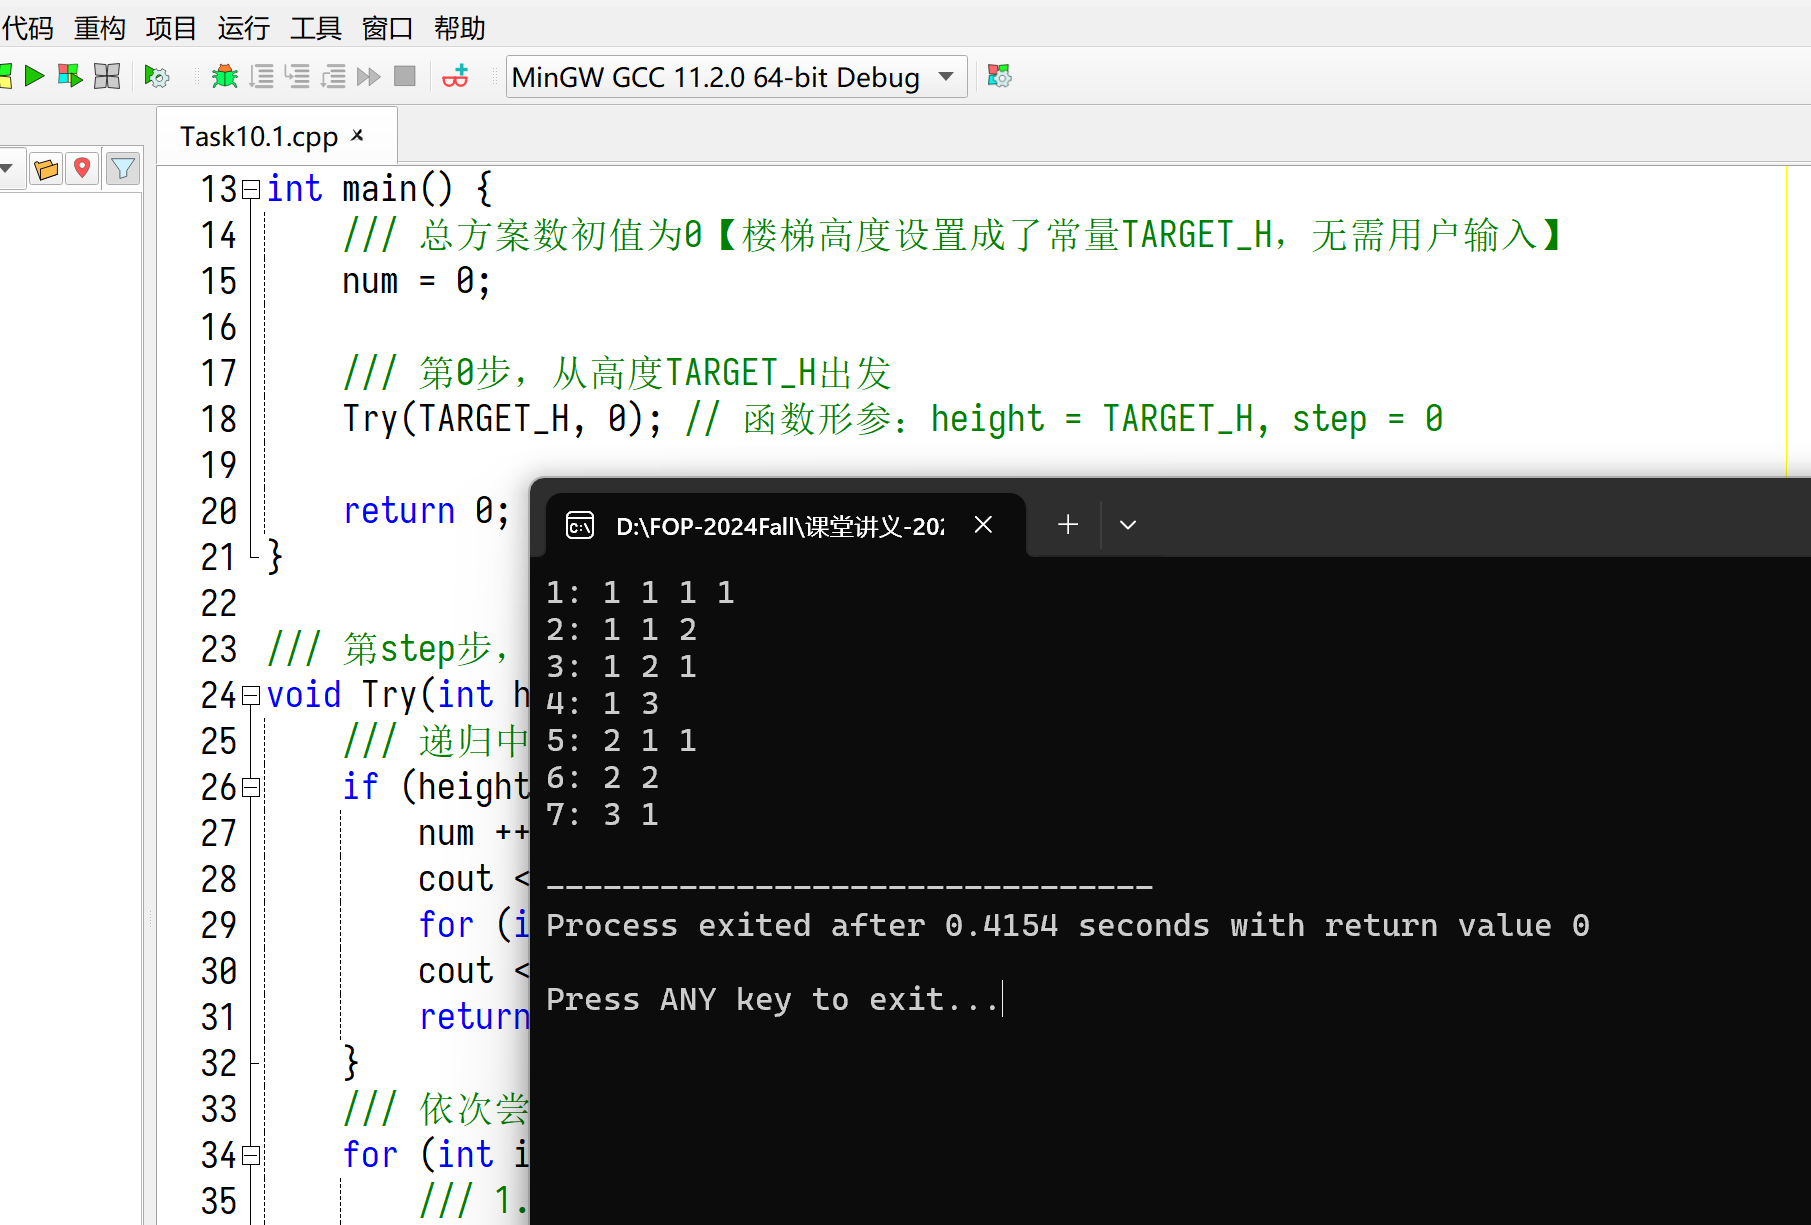 代码 重构 项目 运行 工具 窗口 帮助
MinGW GCC 11.2.0 64-bit Debug
Task10.1.cpp
13 int main() {
14 /// 总方案数初值为0【楼梯高度设置成了常量TARGET_H，无需用户输入】
15 num = 0;
16
17 /// 第0步，从高度TARGET_H出发
18 Try(TARGET_H, 0); // 函数形参：height = TARGET_H, step = 0
19
20 return 0;
21 }
22
23 /// 第step步，
24 void Try(int h
25 /// 递归中
26 if (height
27 num ++
28 cout <
29 for (i
30 cout <
31 return
32 }
33 /// 依次尝
34 for (int i
35 /// 1.
D:\FOP-2024Fall\课堂讲义-202
1: 1 1 1 1
2: 1 1 2
3: 1 2 1
4: 1 3
5: 2 1 1
6: 2 2
7: 3 1
--------------------------------
Process exited after 0.4154 seconds with return value 0
Press ANY key to exit...